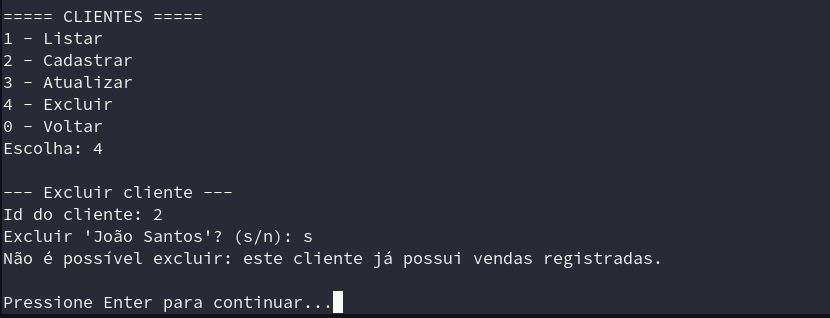 ===== CLIENTES =====
1 - Listar
2 - Cadastrar
3 - Atualizar
4 - Excluir
0 - Voltar
Escolha: 4
--- Excluir cliente ---
Id do cliente: 2
Excluir 'João Santos'? (s/n): s
Não é possível excluir: este cliente já possui vendas registradas.
Pressione Enter para continuar...